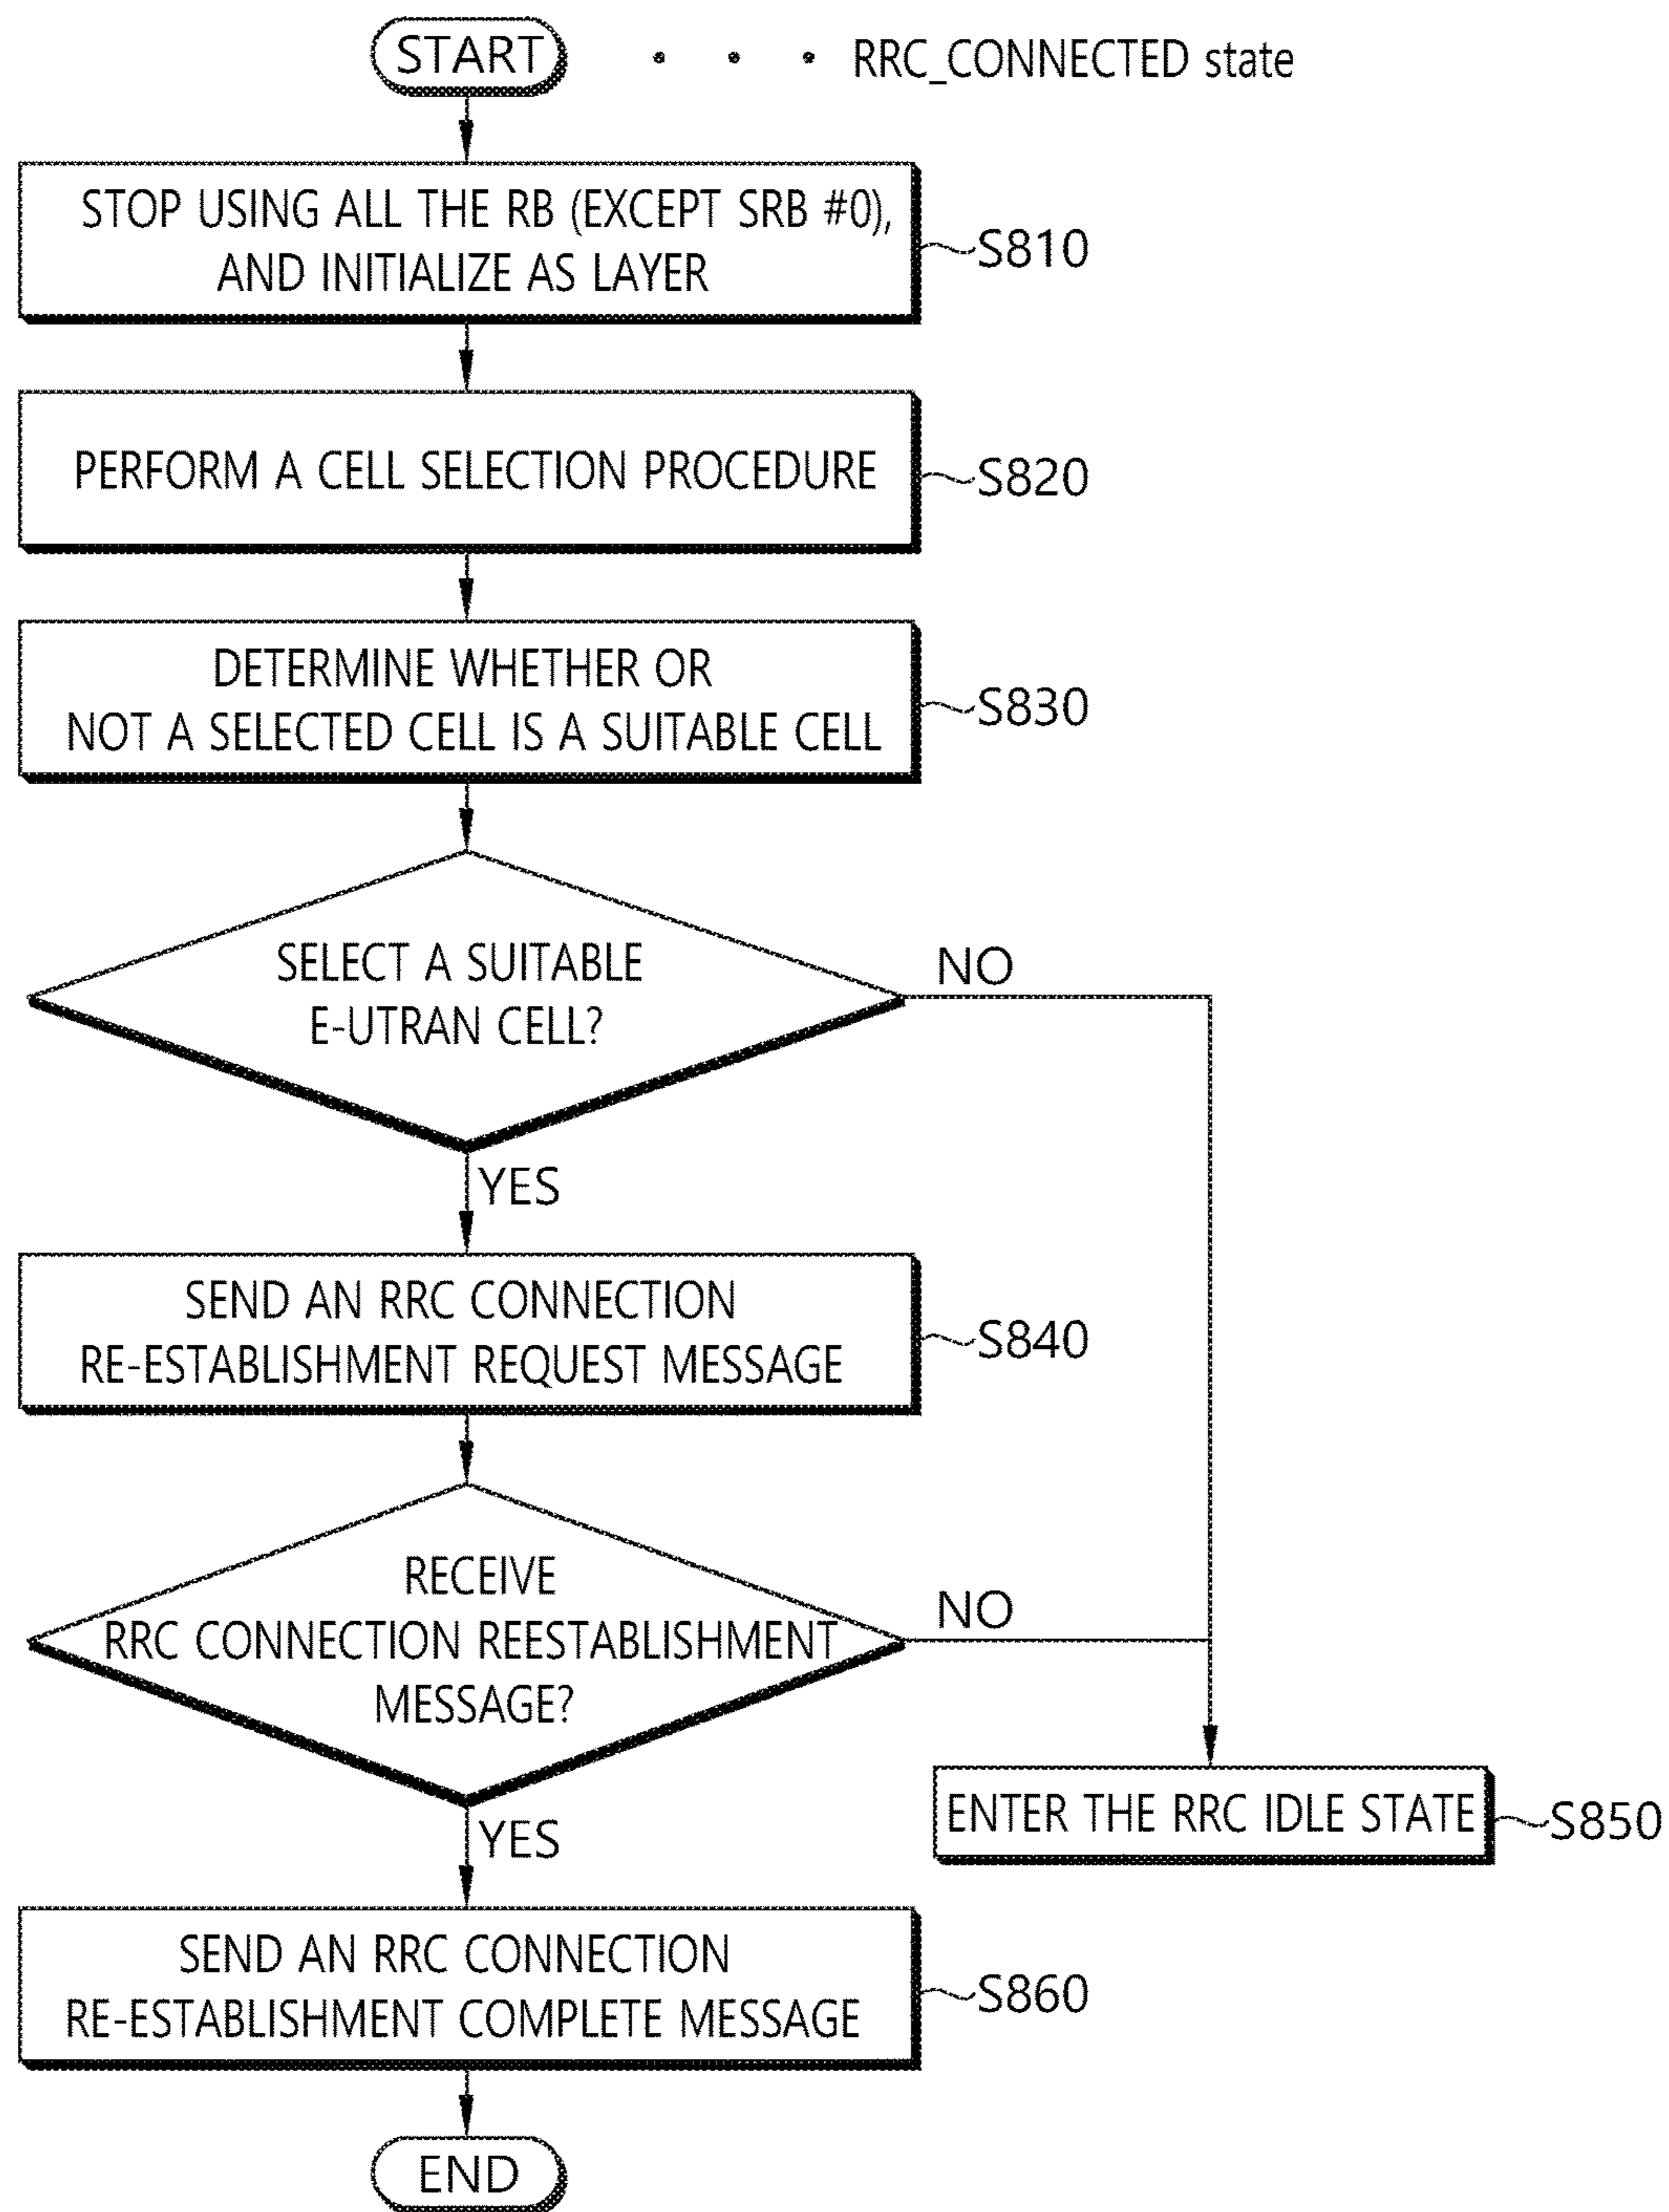 START
RRC_CONNECTED state
STOP USING ALL THE RB (EXCEPT SRB #0),
AND INITIALIZE AS LAYER
S810
PERFORM A CELL SELECTION PROCEDURE
S820
DETERMINE WHETHER OR
NOT A SELECTED CELL IS A SUITABLE CELL
S830
SELECT A SUITABLE
E-UTRAN CELL?
NO
YES
SEND AN RRC CONNECTION
RE-ESTABLISHMENT REQUEST MESSAGE
S840
RECEIVE
RRC CONNECTION REESTABLISHMENT
MESSAGE?
NO
YES
ENTER THE RRC IDLE STATE
S850
SEND AN RRC CONNECTION
RE-ESTABLISHMENT COMPLETE MESSAGE
S860
END